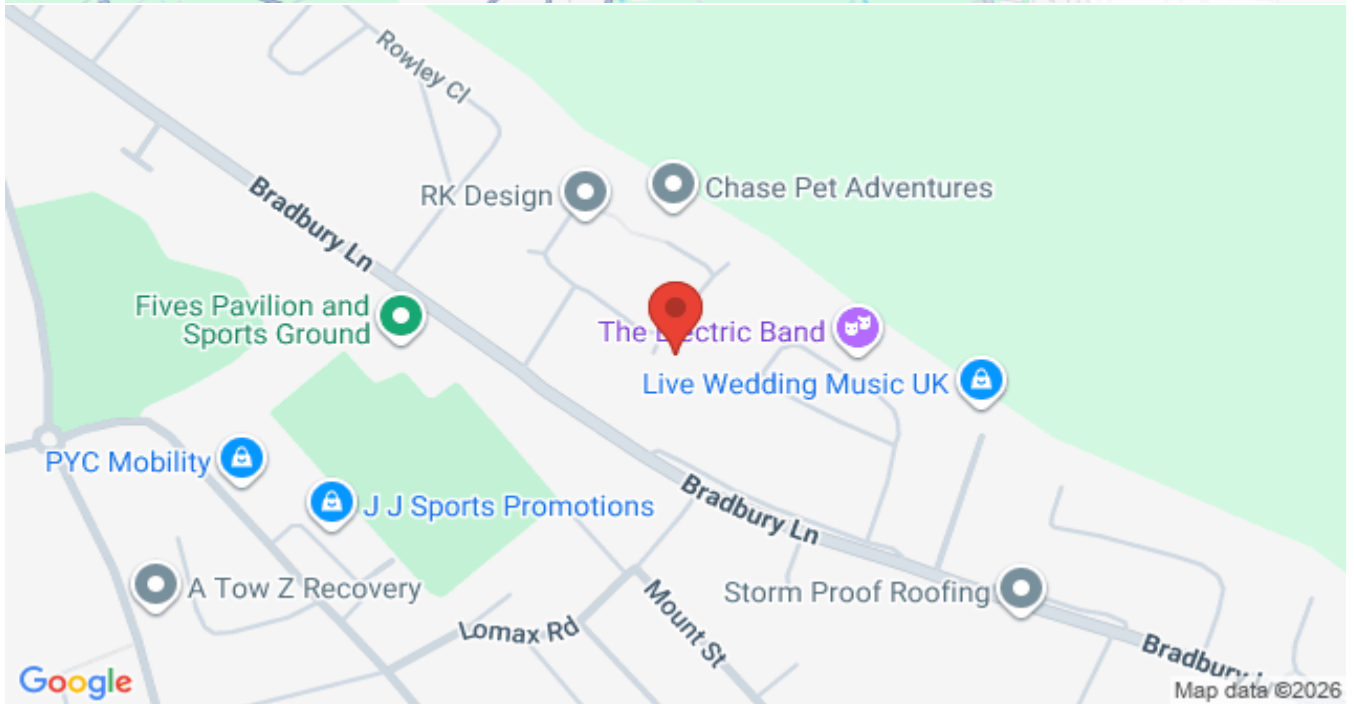 Rowley Cl
RK Design
Chase Pet Adventures
Bradbury Ln
Fives Pavilion and
Sports Ground
The Electric Band
Live Wedding Music UK
PYC Mobility
J J Sports Promotions
Bradbury Ln
A Tow Z Recovery
Storm Proof Roofing
Lomax Rd
Mount St
Bradbury
Google
Map data ©2026